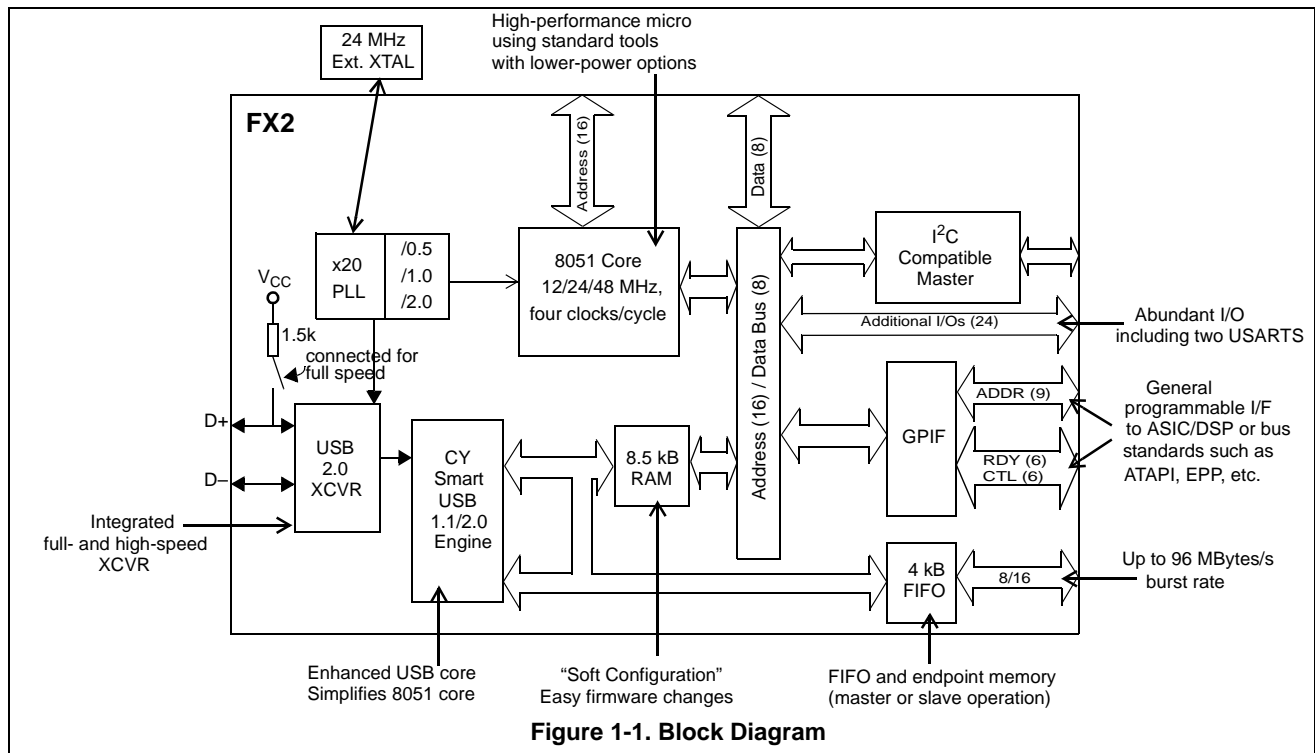 High-performance micro
using standard tools
with lower-power options
24 MHz
Ext. XTAL
FX2
Address (16)
Data (8)
x20
PLL
/0.5
/1.0
/2.0
8051 Core
12/24/48 MHz,
four clocks/cycle
I²C
Compatible
Master
VCC
1.5k
connected for
full speed
Address (16) / Data Bus (8)
Additional I/Os (24)
Abundant I/O
including two USARTS
D+
D–
USB
2.0
XCVR
CY
Smart
USB
1.1/2.0
Engine
8.5 kB
RAM
GPIF
ADDR (9)
RDY (6)
CTL (6)
General
programmable I/F
to ASIC/DSP or bus
standards such as
ATAPI, EPP, etc.
Integrated
full- and high-speed
XCVR
4 kB
FIFO
8/16
Up to 96 MBytes/s
burst rate
Enhanced USB core
Simplifies 8051 core
“Soft Configuration”
Easy firmware changes
FIFO and endpoint memory
(master or slave operation)
Figure 1-1. Block Diagram